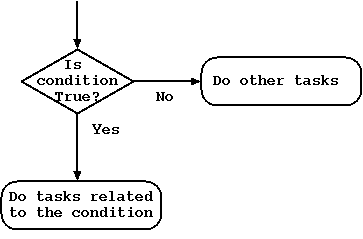 Is
condition
True?
No
Do other tasks
Yes
Do tasks related
to the condition